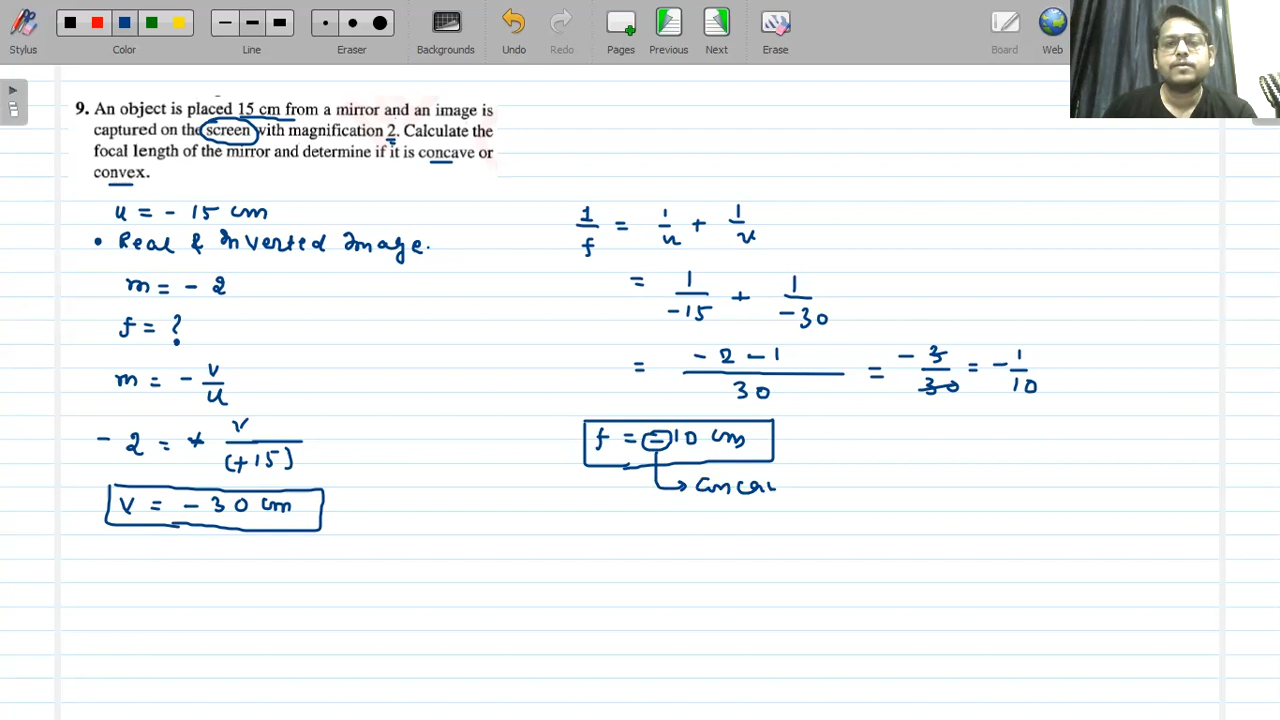 Stylus
Color
Line
Eraser
Backgrounds
Undo
Redo
Pages
Previous
Next
Erase
Board
Web
9. An object is placed 15 cm from a mirror and an image is
captured on the screen with magnification 2. Calculate the
focal length of the mirror and determine if it is concave or
convex.
u = - 15 cm
• Real & Inverted Image.
m = - 2
f = ?
m = - v/u
- 2 = + v/(+15)
v = - 30 cm
1/f = 1/u + 1/v
= 1/-15 + 1/-30
= - 2 - 1/30 = - 3/30 = - 1/10
f = - 10 cm
→ Concav